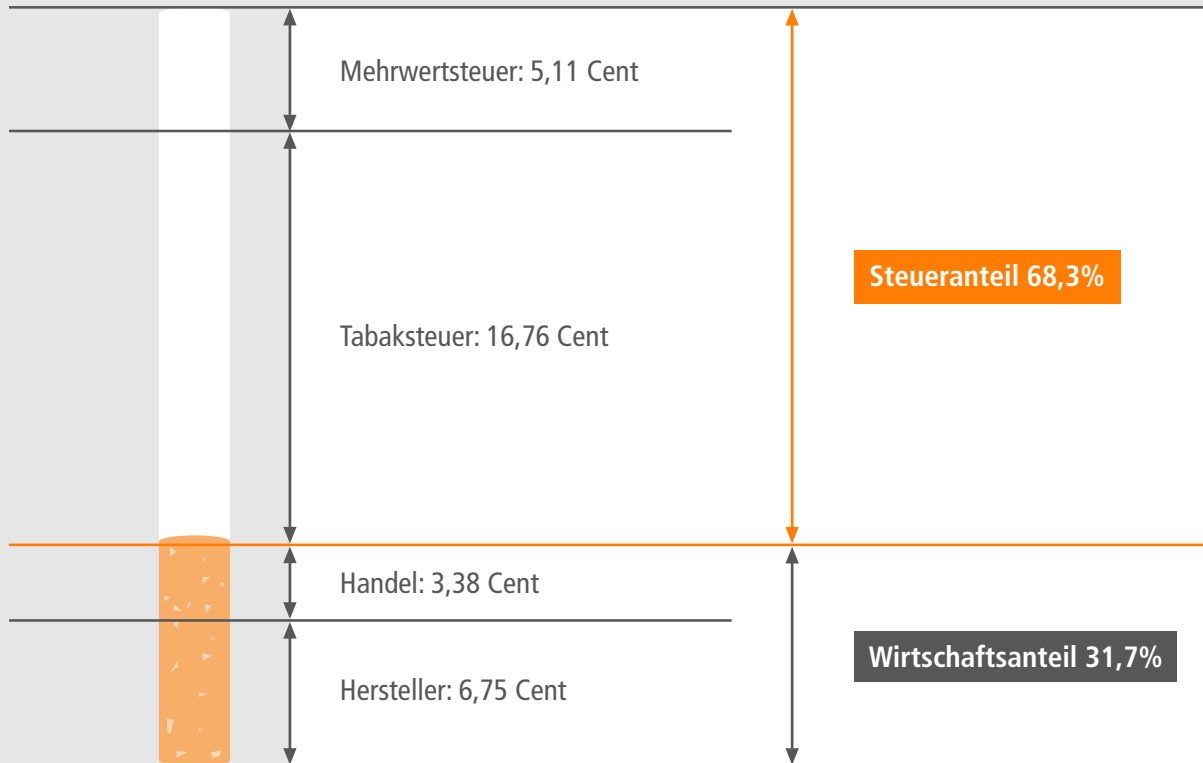 Mehrwertsteuer: 5,11 Cent
Tabaksteuer: 16,76 Cent
Steueranteil 68,3%
Handel: 3,38 Cent
Hersteller: 6,75 Cent
Wirtschaftsanteil 31,7%